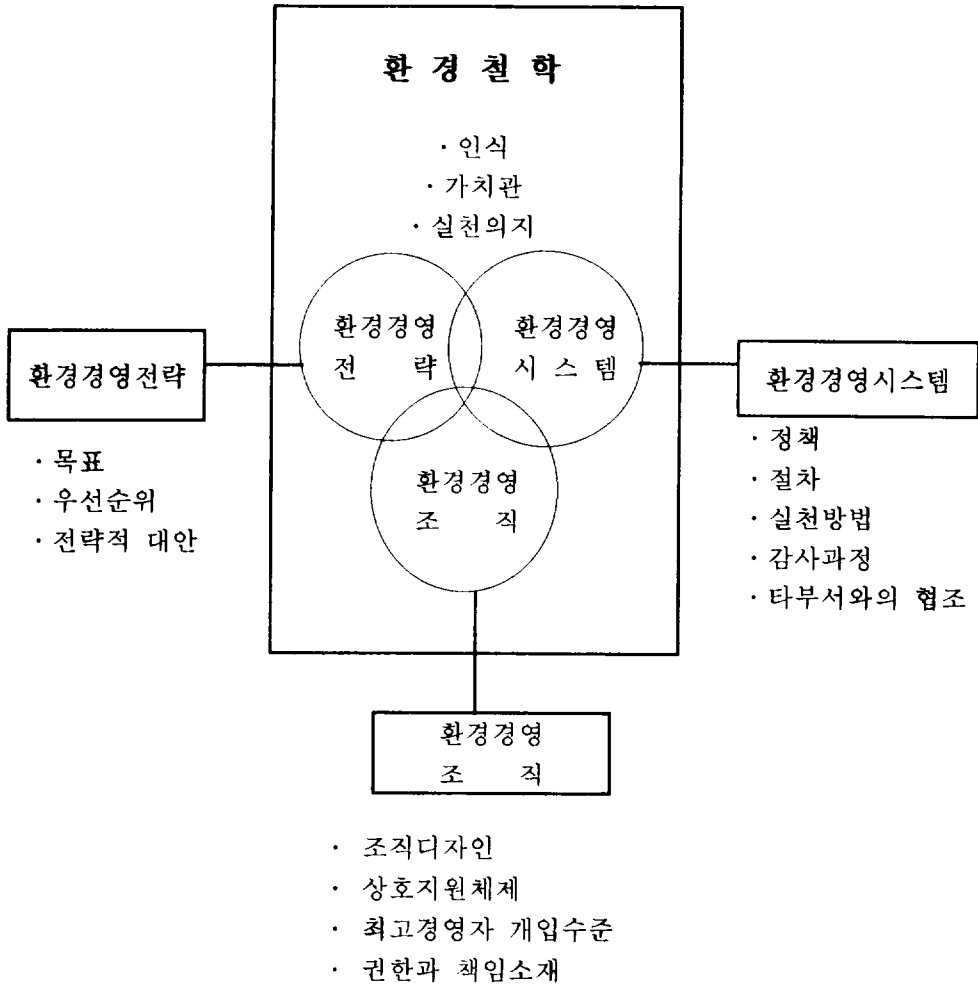 환 경 철 학
· 인식
· 가치관
· 실천의지
환경경영
전 략
환경경영
시 스 템
환경경영
조 직
환경경영전략
· 목표
· 우선순위
· 전략적 대안
환경경영시스템
· 정책
· 절차
· 실천방법
· 감사과정
· 타부서와의 협조
환경경영
조 직
· 조직디자인
· 상호지원체제
· 최고경영자 개입수준
· 권한과 책임소재